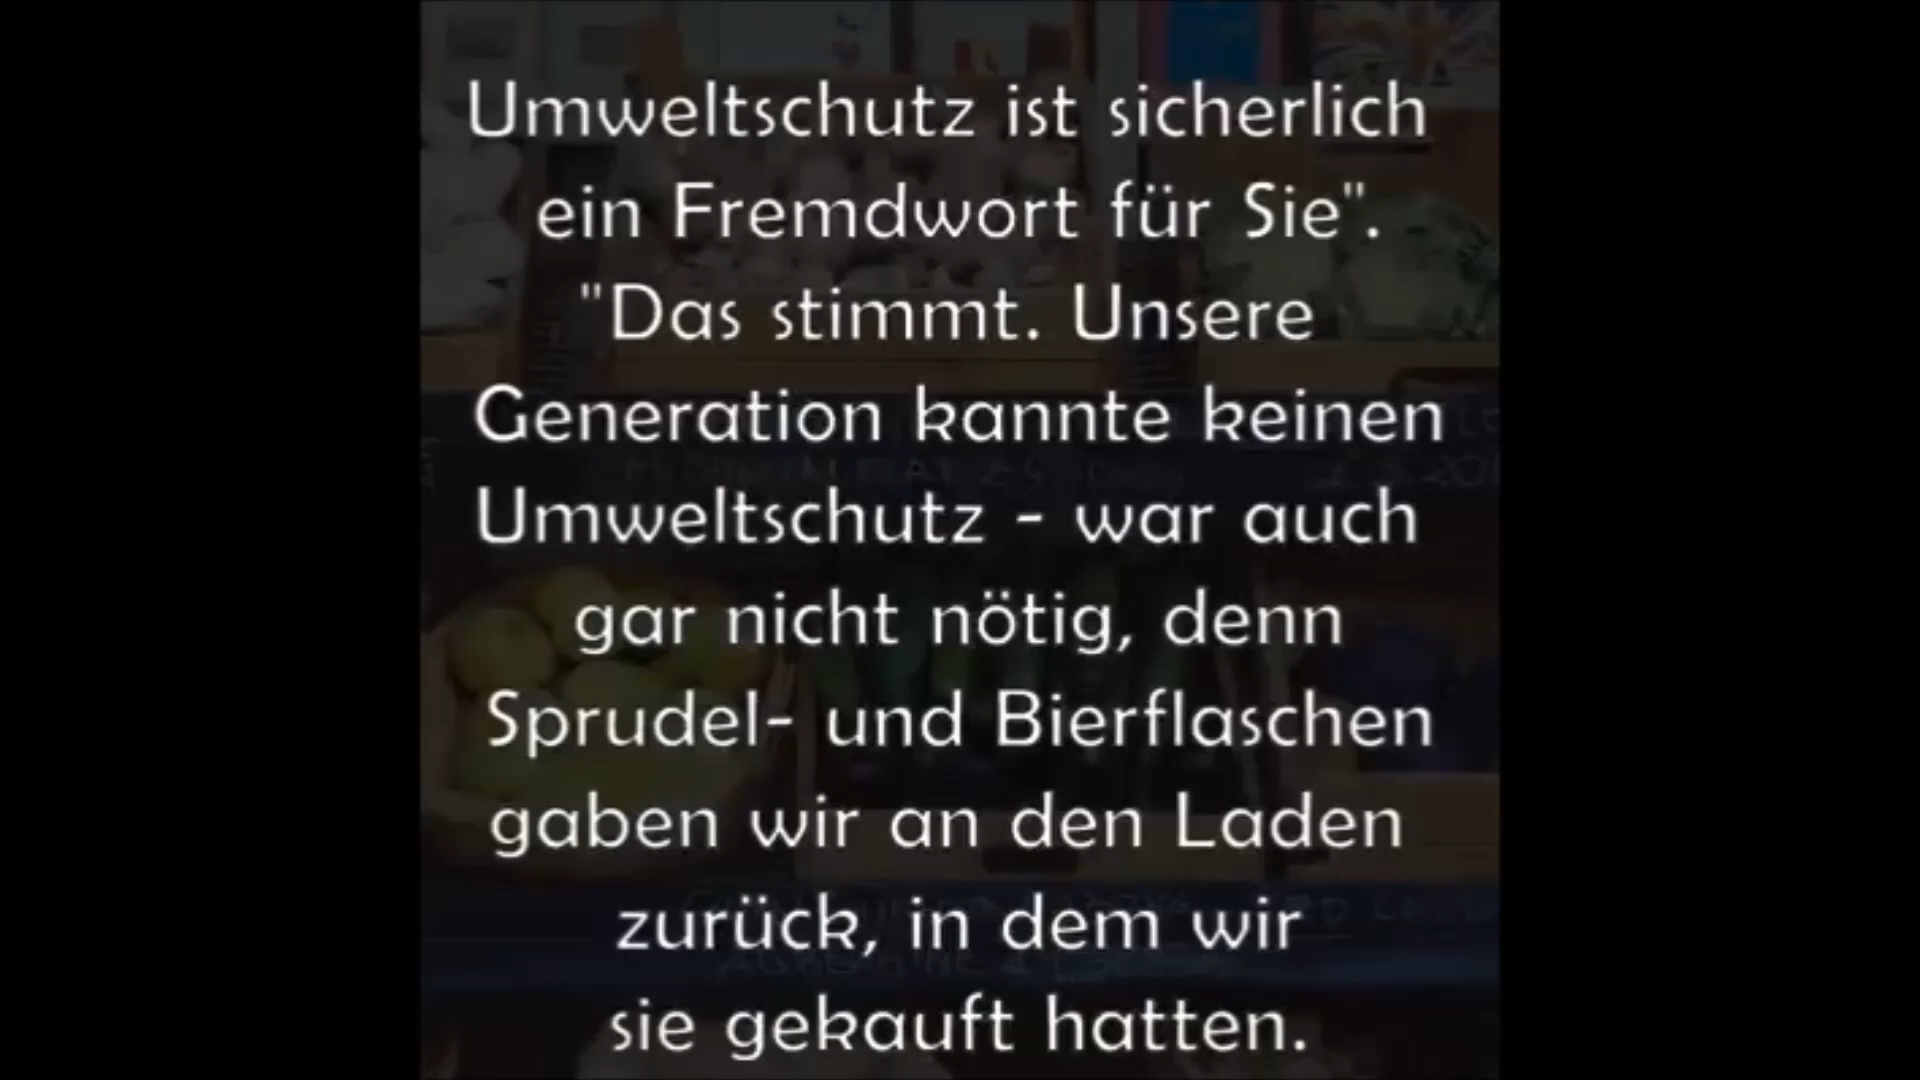 Umweltschutz ist sicherlich
ein Fremdwort für Sie".
"Das stimmt. Unsere
Generation kannte keinen
Umweltschutz - war auch
gar nicht nötig, denn
Sprudel- und Bierflaschen
gaben wir an den Laden
zurück, in dem wir
sie gekauft hatten.